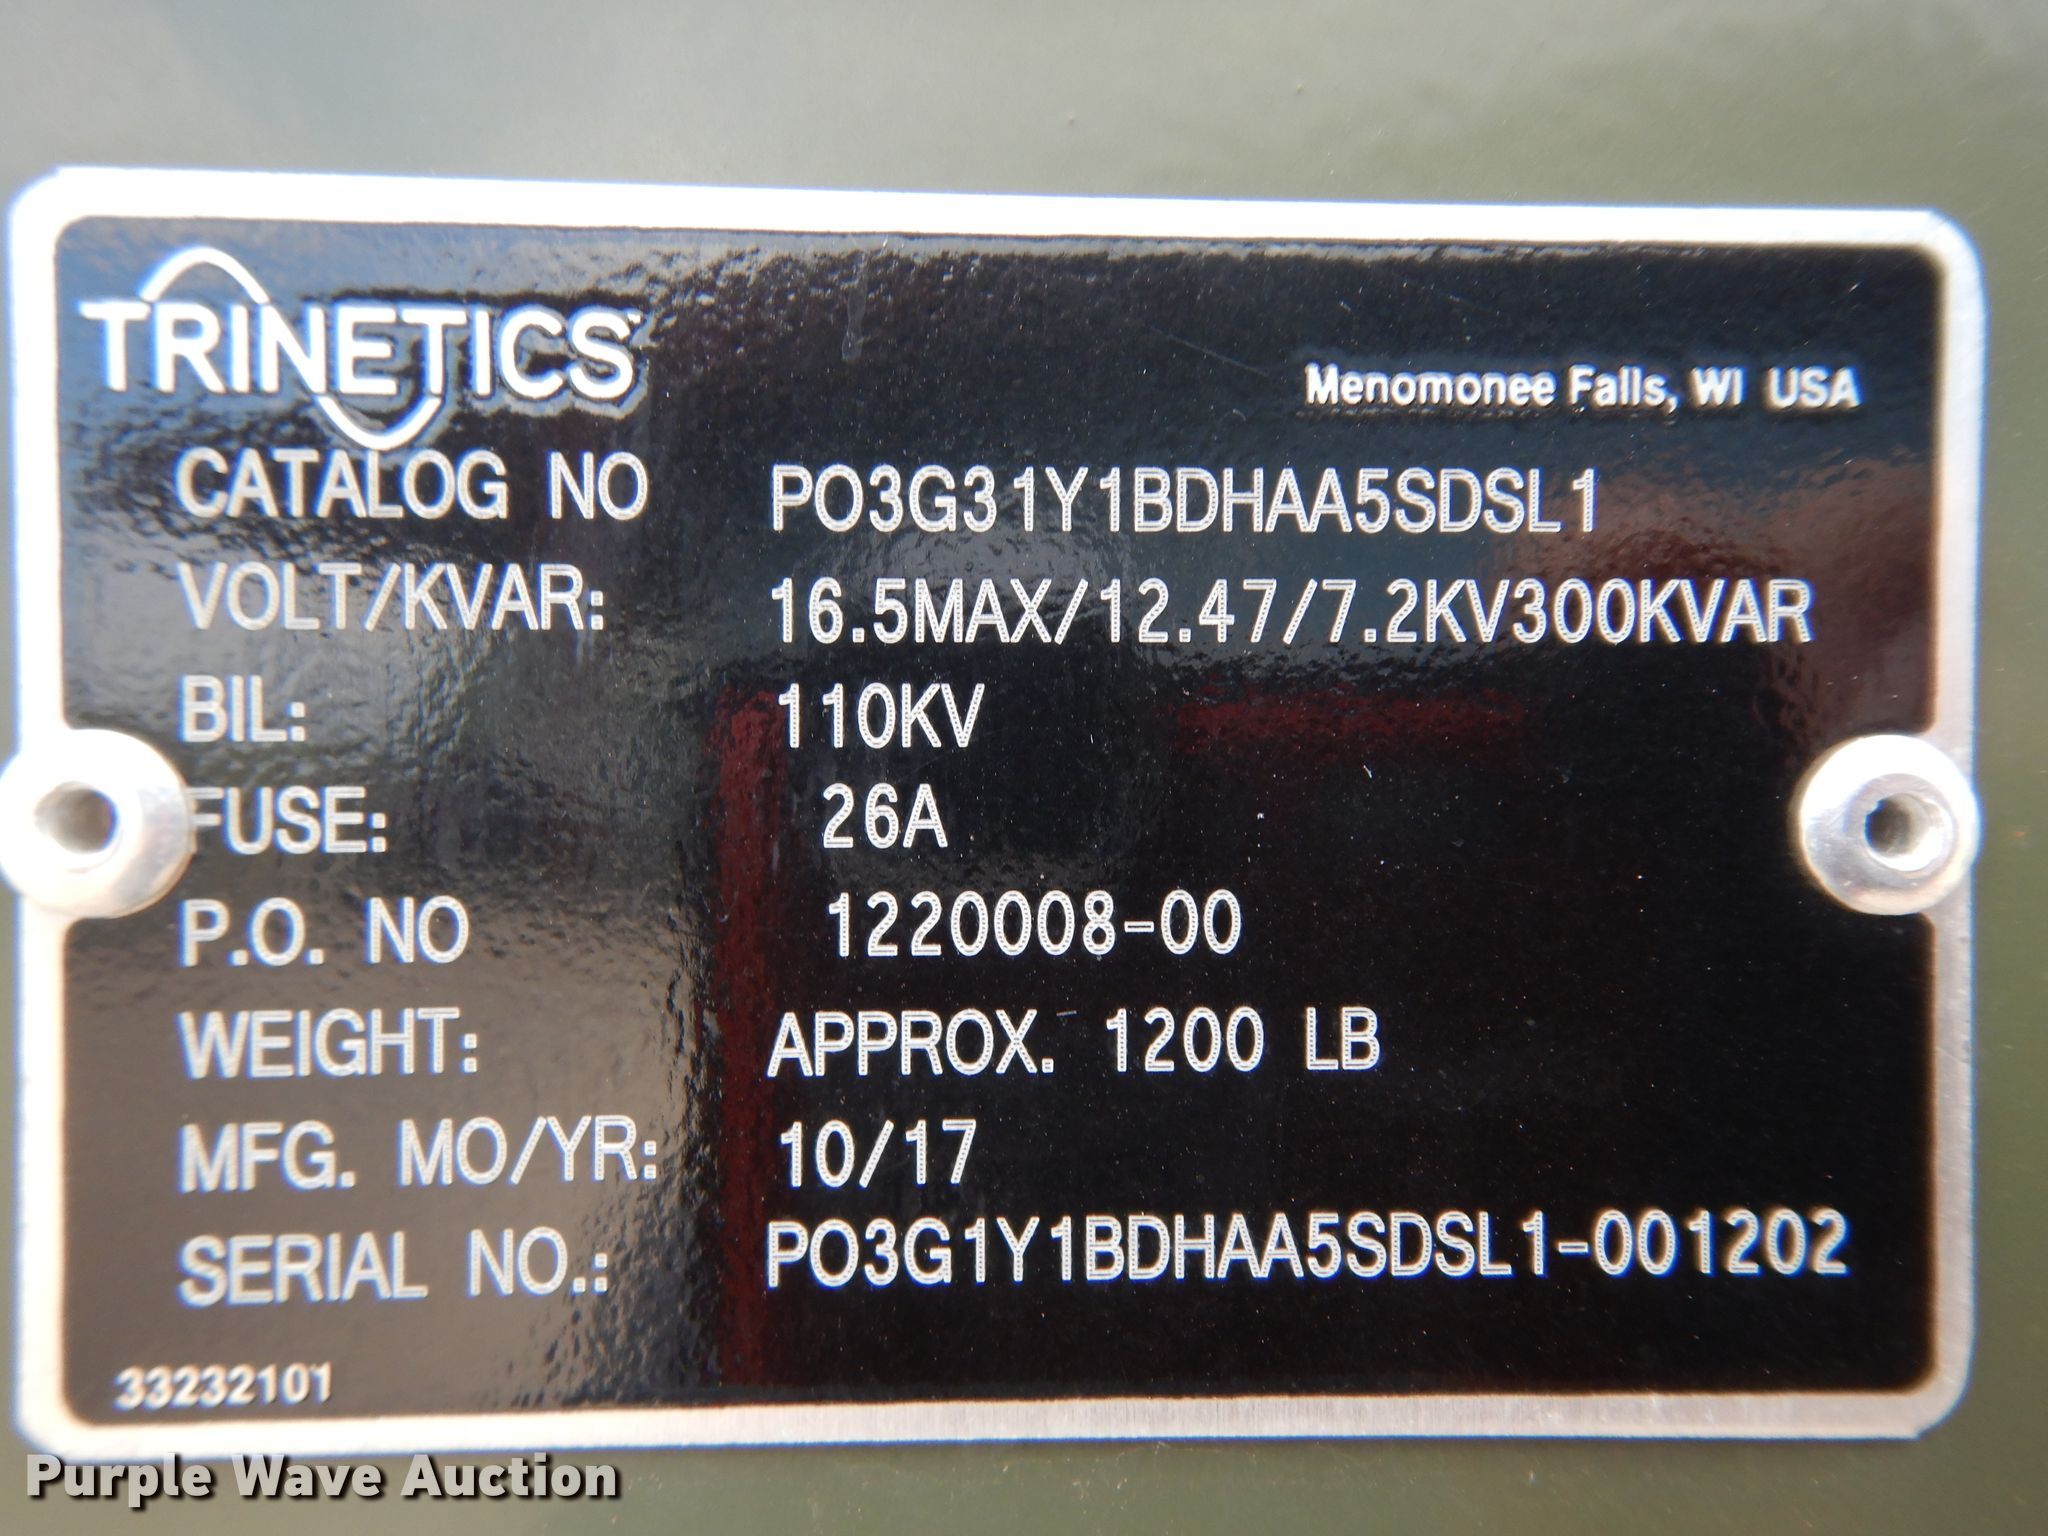 TRINETICS
Menomonee Falls, WI USA
CATALOG NO PO3G31Y1BDHAA5SDSL1
VOLT/KVAR: 16.5MAX/12.47/7.2KV300KVAR
BIL: 110KV
FUSE: 26A
P.O. NO 1220008-00
WEIGHT: APPROX. 1200 LB
MFG. MO/YR: 10/17
SERIAL NO.: PO3G1Y1BDHAA5SDSL1-001202
33232101
Purple Wave Auction